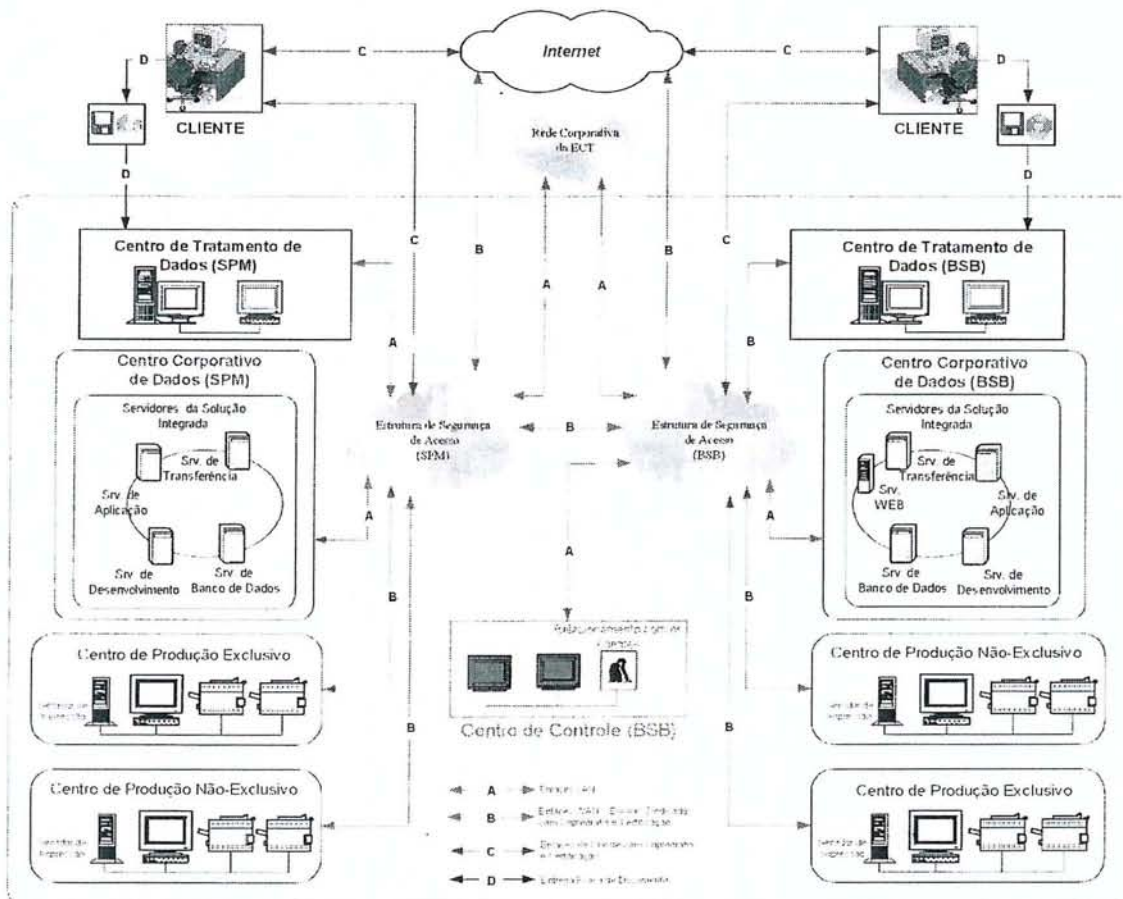 C
Internet
C
D
D
CLIENTE
CLIENTE
Rede Corporativa
da ECT
D
D
C
B
A
A
B
C
Centro de Tratamento de
Dados (SPM)
Centro de Tratamento de
Dados (BSB)
A
B
Centro Corporativo
de Dados (SPM)
Servidores da Solução
Integrada
Srv. de
Transferência
Srv. de
Aplicação
Srv. de
Desenvolvimento
Srv. de
Banco de Dados
Estrutura de Segurança
de Acesso
(SPM)
B
Estrutura de Segurança
de Acesso
(BSB)
Centro Corporativo
de Dados (BSB)
Servidores da Solução
Integrada
Srv. de
Transferência
Srv.
WEB
Srv. de
Aplicação
Srv. de
Banco de Dados
Srv. de
Desenvolvimento
A
A
A
B
B
Centro de Produção Exclusivo
Centro de Produção Não-Exclusivo
Servidor de
Centro de Controle (BSB)
B
B
Centro de Produção Não-Exclusivo
Centro de Produção Exclusivo
Servidor de
A
B
C
D